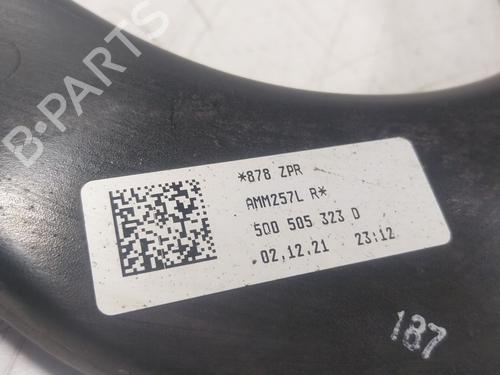 B-PARTS
*878 ZPR
AMM257L R*
5Q0 505 323 D
02.12.21 23:12
187